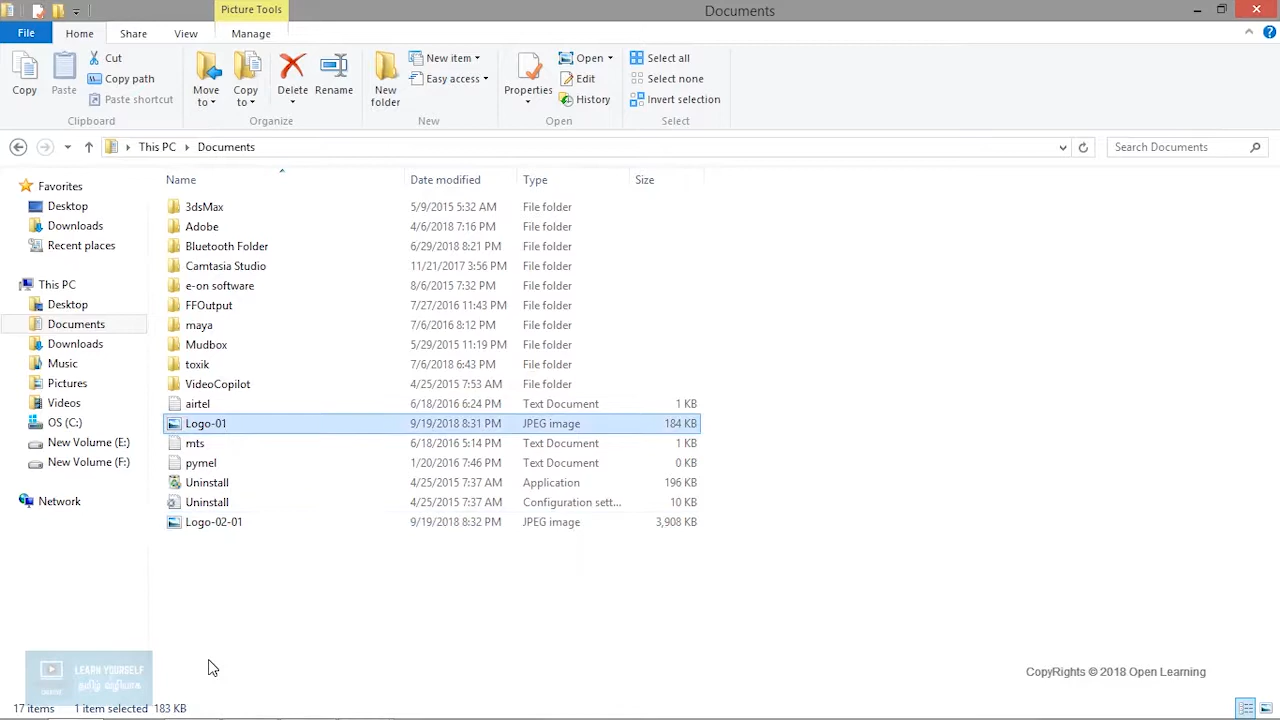 Picture Tools
Documents
File
Home
Share
View
Manage
Copy
Paste
Cut
Copy path
Paste shortcut
Clipboard
Move to
Copy to
Delete
Rename
Organize
New folder
New item
Easy access
New
Properties
Open
Edit
History
Open
Select all
Select none
Invert selection
Select
This PC
Documents
Search Documents
Favorites
Desktop
Downloads
Recent places
This PC
Desktop
Documents
Downloads
Music
Pictures
Videos
OS (C:)
New Volume (E:)
New Volume (F:)
Network
Name Date modified Type Size
3dsMax 5/9/2015 5:32 AM File folder
Adobe 4/6/2018 7:16 PM File folder
Bluetooth Folder 6/29/2018 8:21 PM File folder
Camtasia Studio 11/21/2017 3:56 PM File folder
e-on software 8/6/2015 7:32 PM File folder
FFOutput 7/27/2016 11:43 PM File folder
maya 7/6/2016 8:12 PM File folder
Mudbox 5/29/2015 11:19 PM File folder
toxik 7/6/2018 6:43 PM File folder
VideoCopilot 4/25/2015 7:53 AM File folder
airtel 6/18/2016 6:24 PM Text Document 1 KB
Logo-01 9/19/2018 8:31 PM JPEG image 184 KB
mts 6/18/2016 5:14 PM Text Document 1 KB
pymel 1/20/2016 7:46 PM Text Document 0 KB
Uninstall 4/25/2015 7:37 AM Application 196 KB
Uninstall 4/25/2015 7:37 AM Configuration sett... 10 KB
Logo-02-01 9/19/2018 8:32 PM JPEG image 3,908 KB
LEARN YOURSELF
தமிழ் வழியாக
CREATIVE
CopyRights © 2018 Open Learning
17 items 1 item selected 183 KB